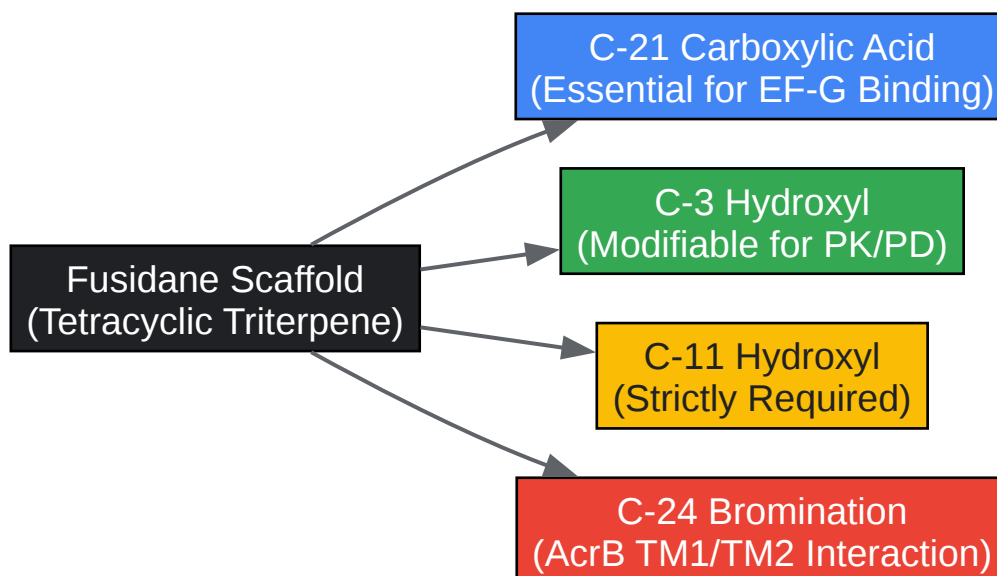 C-21 Carboxylic Acid
(Essential for EF-G Binding)
C-3 Hydroxyl
(Modifiable for PK/PD)
Fusidane Scaffold
(Tetracyclic Triterpene)
C-11 Hydroxyl
(Strictly Required)
C-24 Bromination
(AcrB TM1/TM2 Interaction)